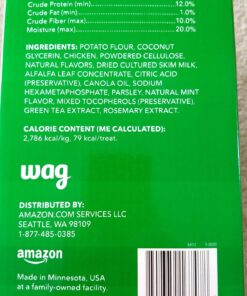 Crude Protein (min) 12.0%
Crude Fat (min) 1.0%
Crude Fiber (max) 10.0%
Moisture (max) 20.0%
INGREDIENTS: POTATO FLOUR, COCONUT
GLYCERIN, CHICKEN, POWDERED CELLULOSE,
NATURAL FLAVORS, DRIED CULTURED SKIM MILK,
ALFALFA LEAF CONCENTRATE, CITRIC ACID
(PRESERVATIVE), CANOLA OIL, SODIUM
HEXAMETAPHOSPHATE, PARSLEY, NATURAL MINT
FLAVOR, MIXED TOCOPHEROLS (PRESERVATIVE),
GREEN TEA EXTRACT, ROSEMARY EXTRACT.
CALORIE CONTENT (ME CALCULATED):
2,786 kcal/kg, 79 kcal/treat.
wag
DISTRIBUTED BY:
AMAZON.COM SERVICES LLC
SEATTLE, WA 98109
1-877-485-0385
amazon
Made in Minnesota, USA
at a family-owned facility.